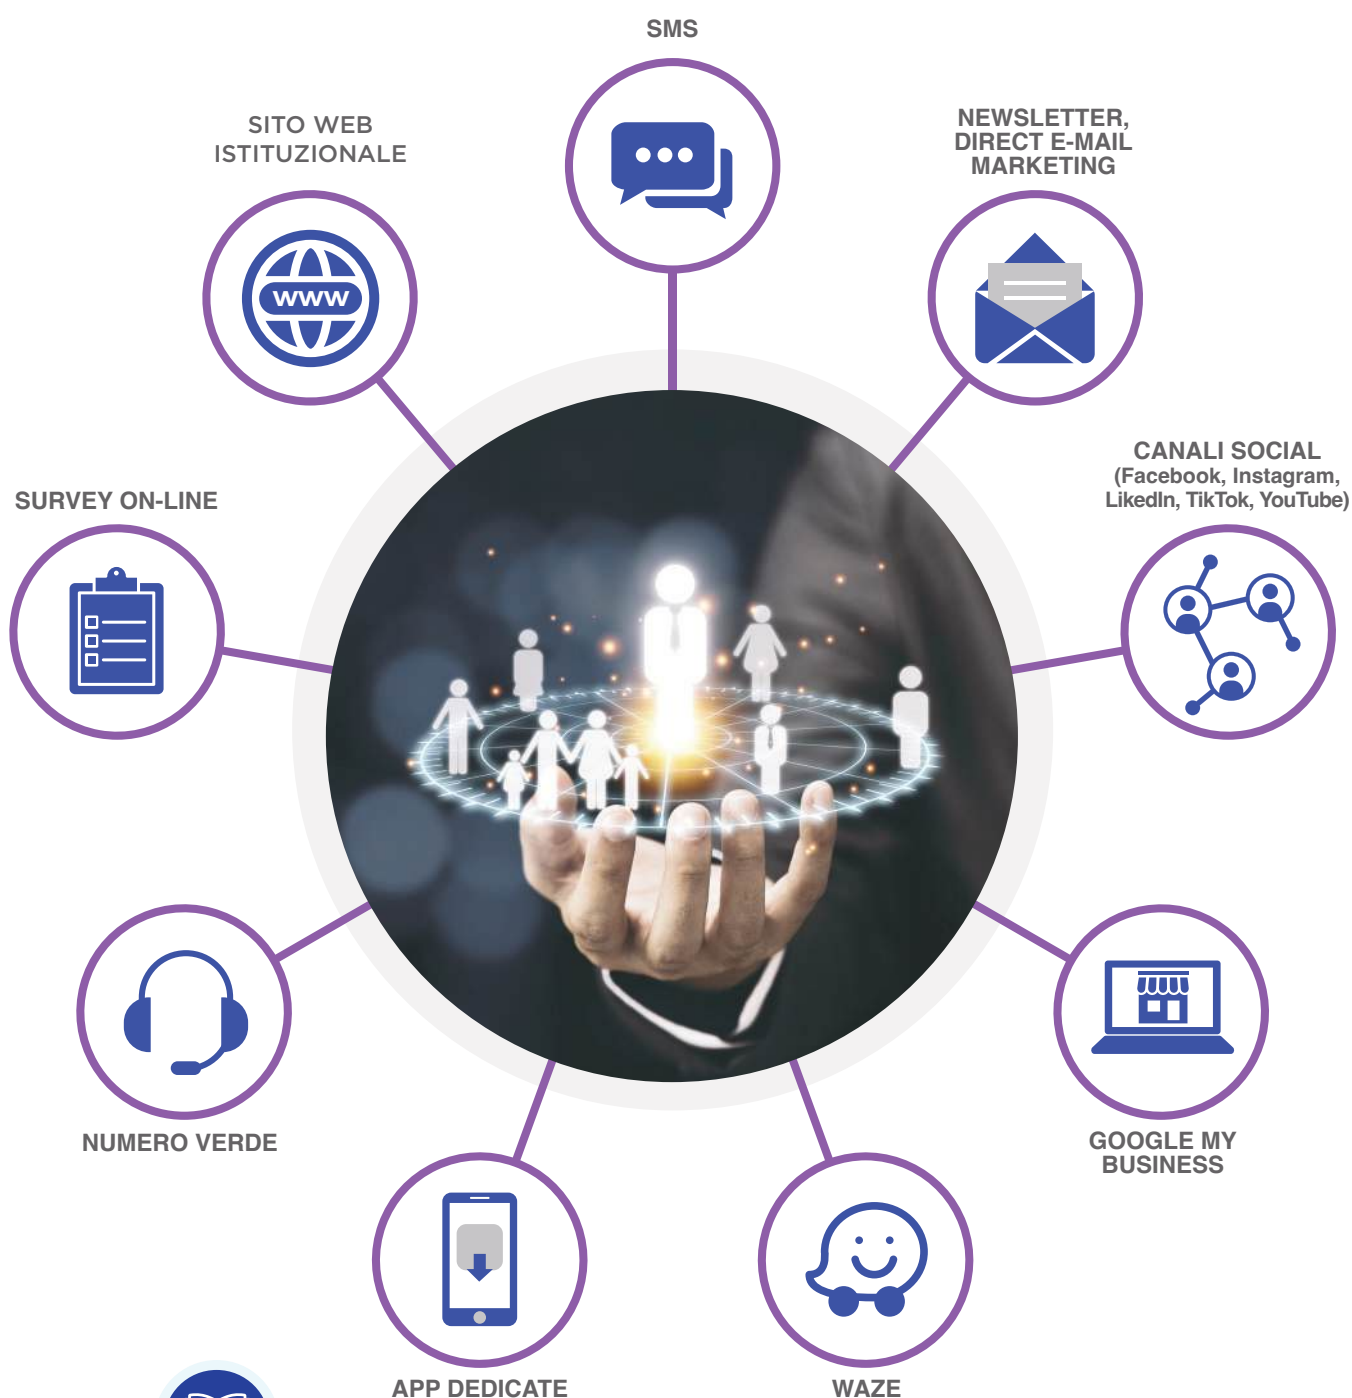 SMS
SITO WEB
ISTITUZIONALE
www
NEWSLETTER,
DIRECT E-MAIL
MARKETING
CANALI SOCIAL
(Facebook, Instagram,
LikedIn, TikTok, YouTube)
SURVEY ON-LINE
NUMERO VERDE
GOOGLE MY
BUSINESS
APP DEDICATE
WAZE